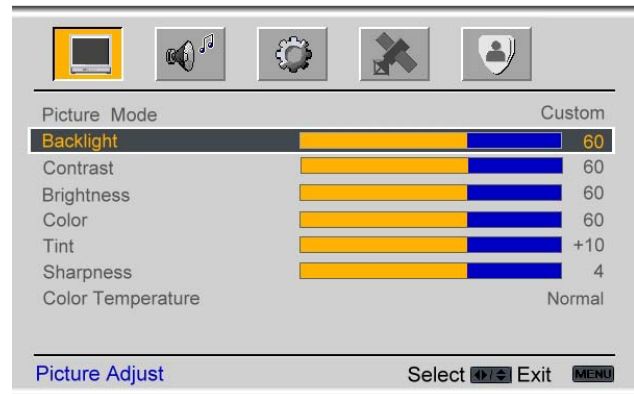 Picture Mode Custom
Backlight 60
Contrast 60
Brightness 60
Color 60
Tint +10
Sharpness 4
Color Temperature Normal
Picture Adjust Select / Exit MENU